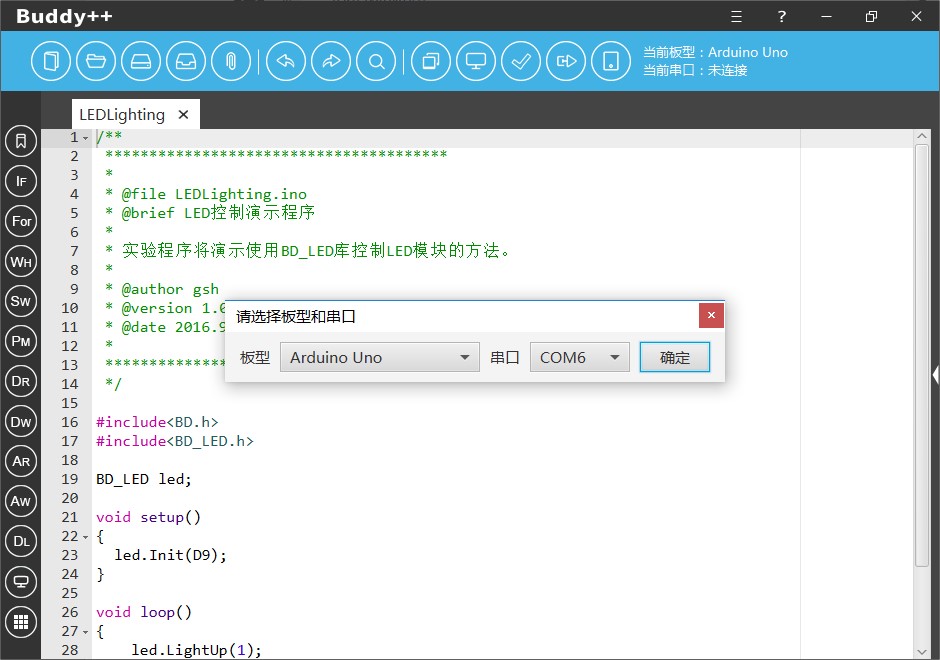 Buddy++
?
当前板型：Arduino Uno
当前串口：未连接
LEDLighting ×
1 /**
2 ***************************************
3 *
4 * @file LEDLighting.ino
5 * @brief LED控制演示程序
6 *
7 * 实验程序将演示使用BD_LED库控制LED模块的方法。
8 *
9 * @author gsh
10 * @version 1.0
11 * @date 2016.9
12 *
13 **************
14 */
15
16 #include<BD.h>
17 #include<BD_LED.h>
18
19 BD_LED led;
20
21 void setup()
22 {
23 led.Init(D9);
24 }
25
26 void loop()
27 {
28 led.LightUp(1);
IF
For
WH
SW
PM
DR
DW
AR
AW
DL
请选择板型和串口 ×
板型 Arduino Uno 串口 COM6 确定